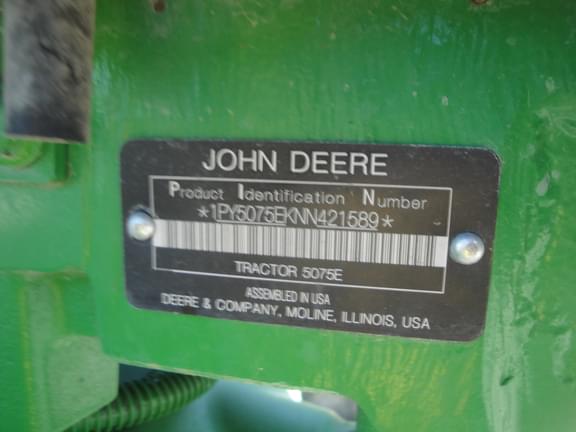 JOHN DEERE
Product Identification Number
*1PY5075EKNN421589*
TRACTOR 5075E
ASSEMBLED IN USA
DEERE & COMPANY, MOLINE, ILLINOIS, USA